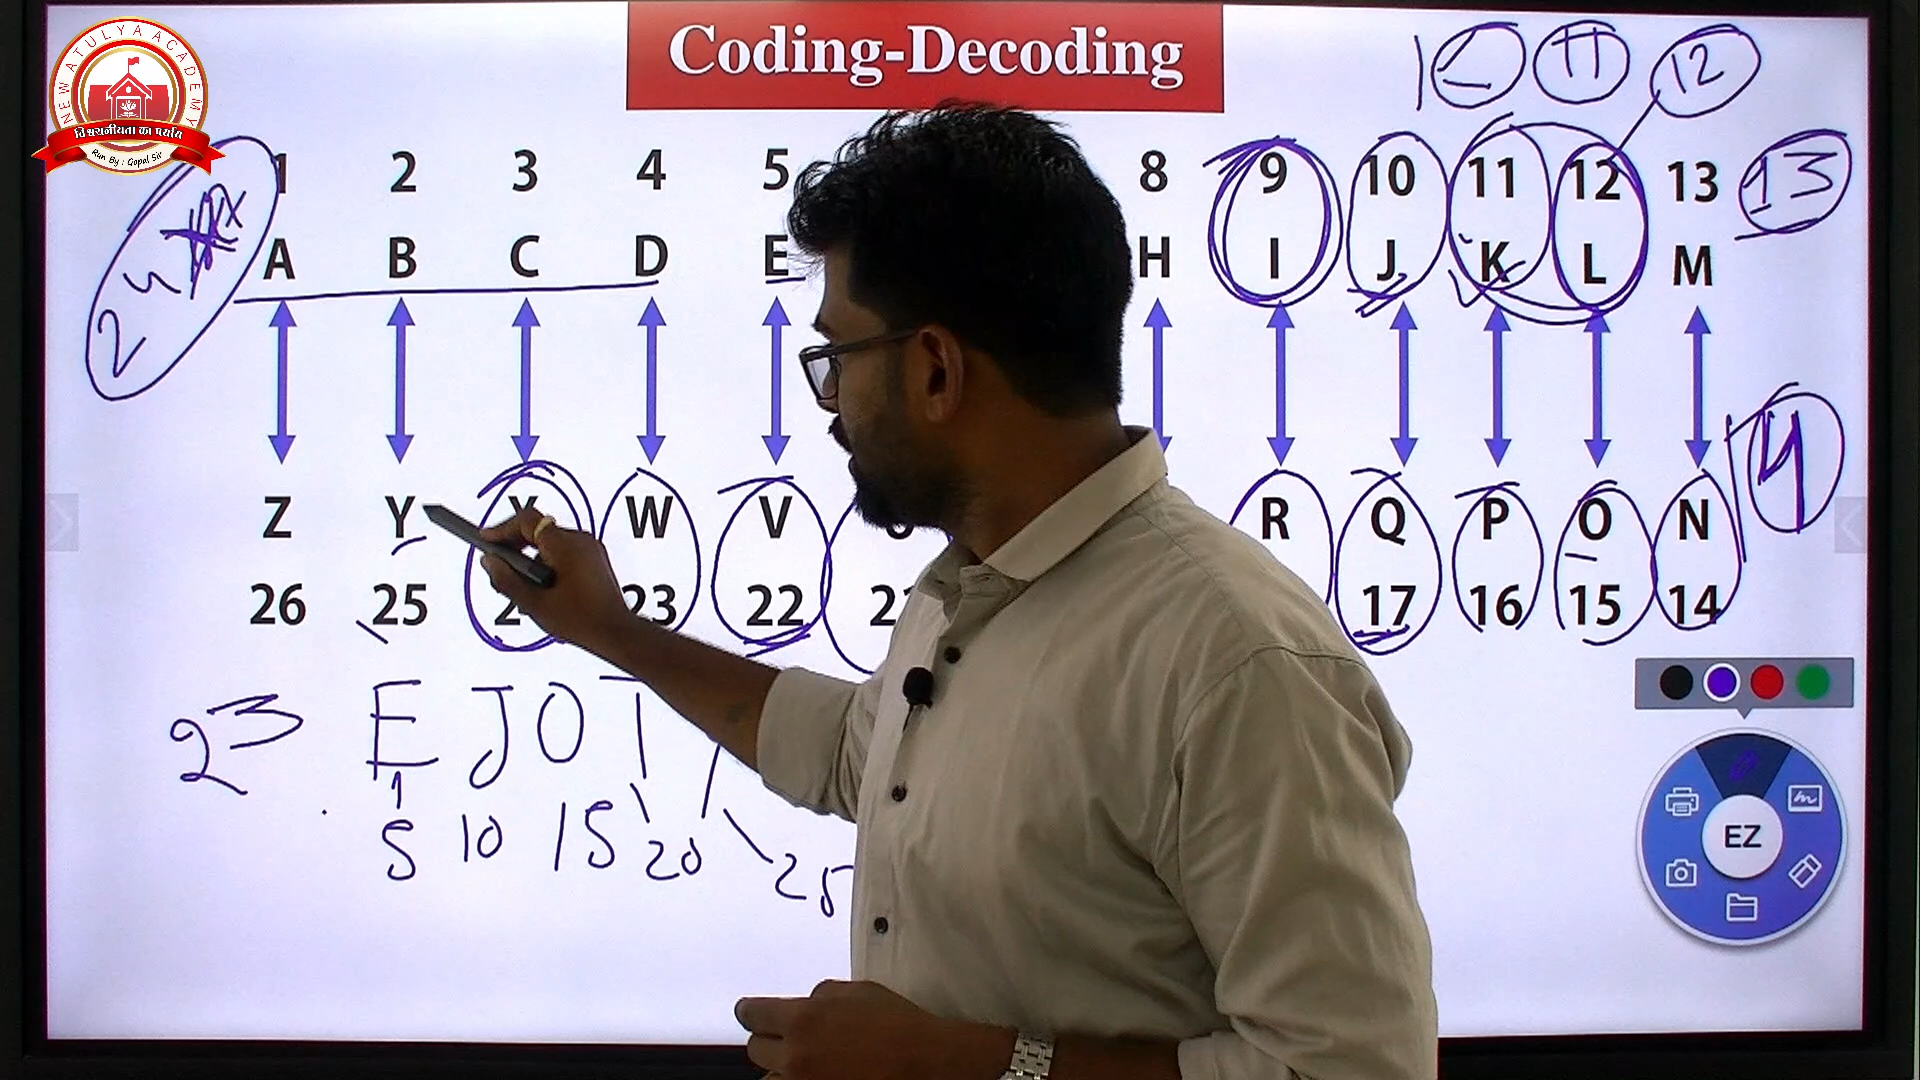 NEW ATULYA ACADEMY
विश्वसनीयता का पर्याय
Run By : Gopal Sir
Coding-Decoding
11 12
1 2 3 4 5 8 9 10 11 12 13 13
A B C D E H I J K L M
24
14
Z Y X W V R Q P O N
26 25 23 22 17 16 15 14
23 E J O T Y
5 10 15 20 25
EZ